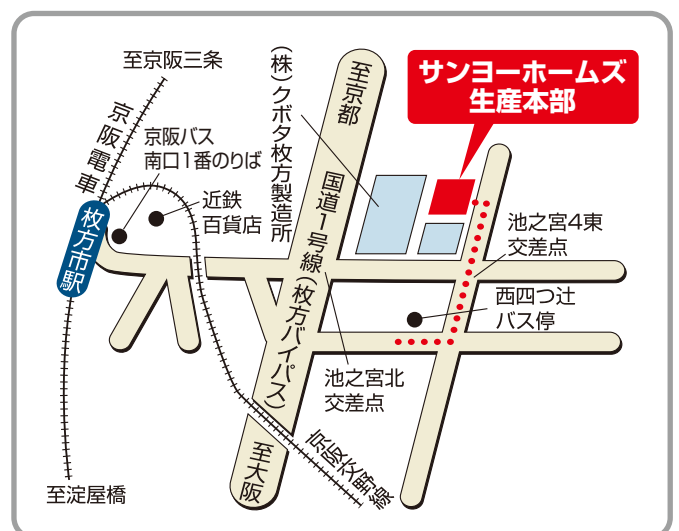 至京阪三条
京阪電車
京阪バス
南口1番のりば
近鉄
百貨店
枚方市駅
至淀屋橋
(株)クボタ枚方製造所
至京都
国道1号線(枚方バイパス)
至大阪
サンヨーホームズ
生産本部
池之宮4東
交差点
西四つ辻
バス停
池之宮北
交差点
京阪交野線